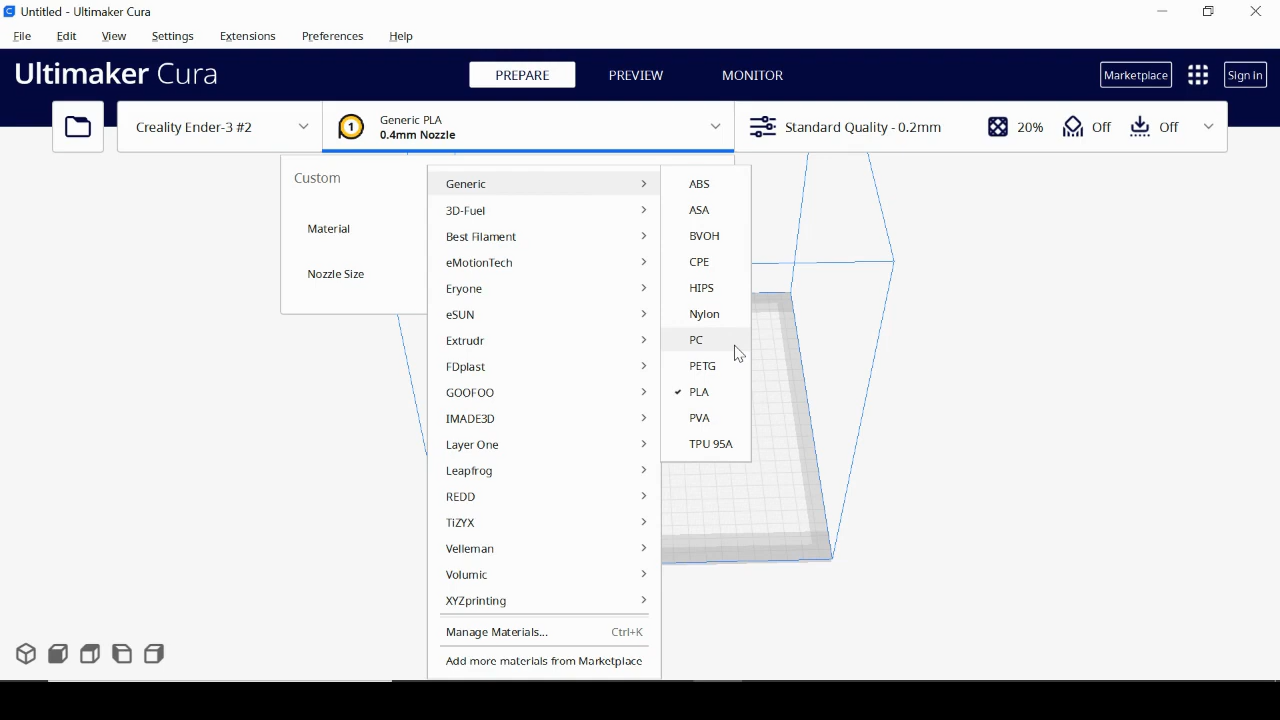 Untitled - Ultimaker Cura
File Edit View Settings Extensions Preferences Help
Ultimaker Cura
PREPARE PREVIEW MONITOR
Marketplace Sign in
Creality Ender-3 #2
1
Generic PLA
0.4mm Nozzle
Standard Quality - 0.2mm 20% Off Off
Custom
Material
Nozzle Size
Generic
3D-Fuel
Best Filament
eMotionTech
Eryone
eSUN
Extrudr
FDplast
GOOFOO
IMADE3D
Layer One
Leapfrog
REDD
TiZYX
Velleman
Volumic
XYZprinting
Manage Materials... Ctrl+K
Add more materials from Marketplace
ABS
ASA
BVOH
CPE
HIPS
Nylon
PC
PETG
PLA
PVA
TPU 95A